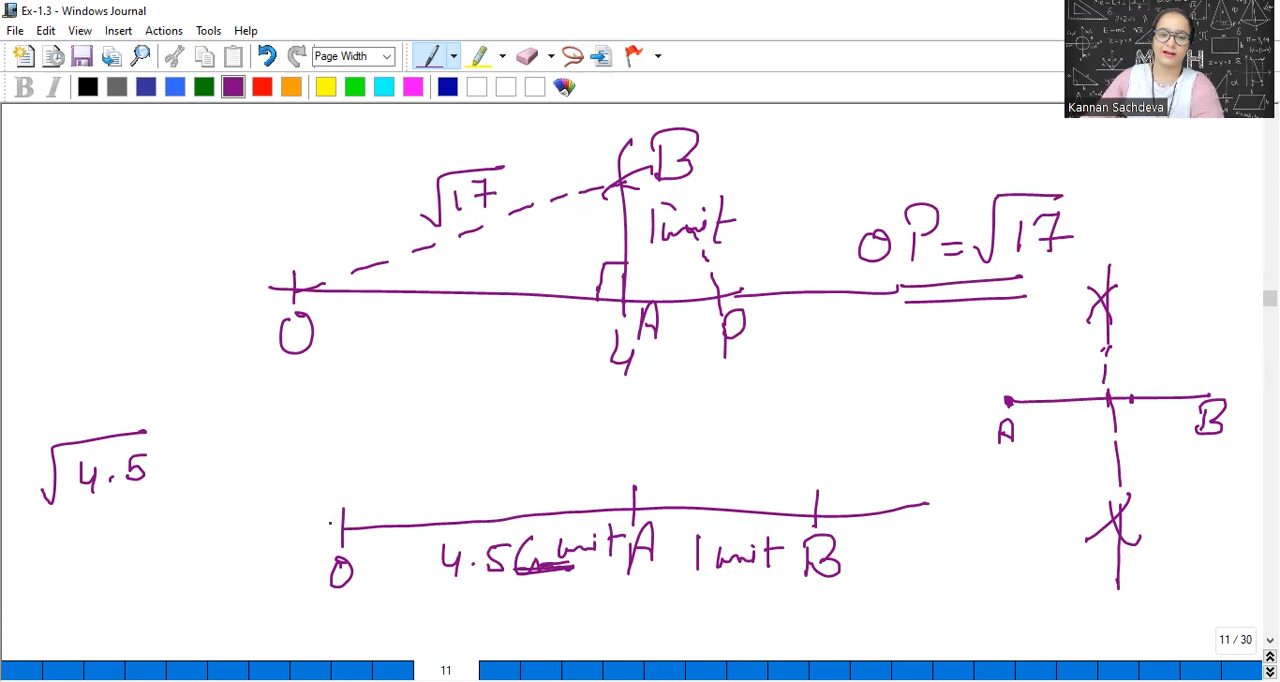 Ex-1.3 - Windows Journal
File Edit View Insert Actions Tools Help
Page Width
Kannan Sachdeva
B
√17
1 unit
OP=√17
O
A
P
4
A
B
√4.5
O
4.5 unit A
1 unit B
11 / 30
11